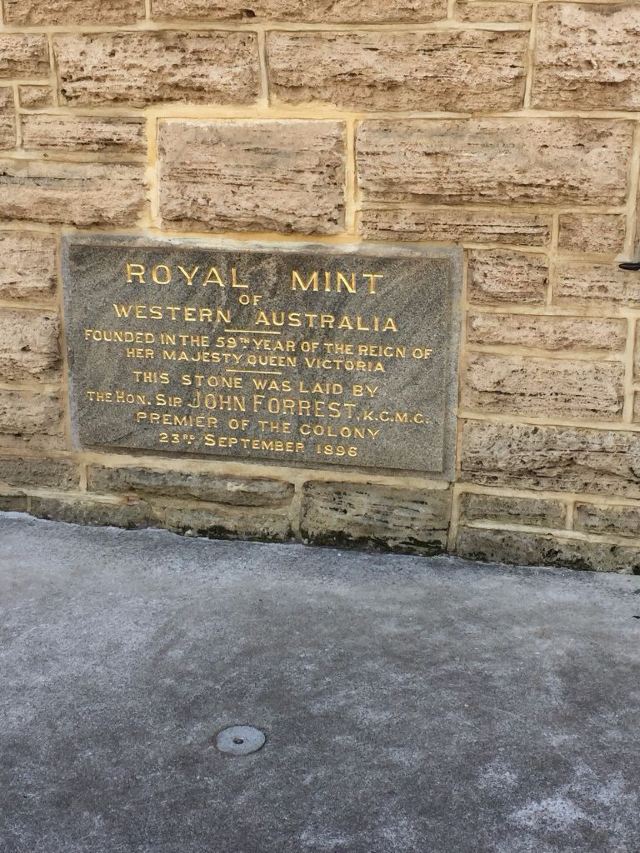 ROYAL MINT
OF
WESTERN AUSTRALIA
FOUNDED IN THE 59TH YEAR OF THE REIGN OF
HER MAJESTY QUEEN VICTORIA
THIS STONE WAS LAID BY
THE HON. SIR JOHN FORREST, K.C.M.G.
PREMIER OF THE COLONY
23RD SEPTEMBER 1896